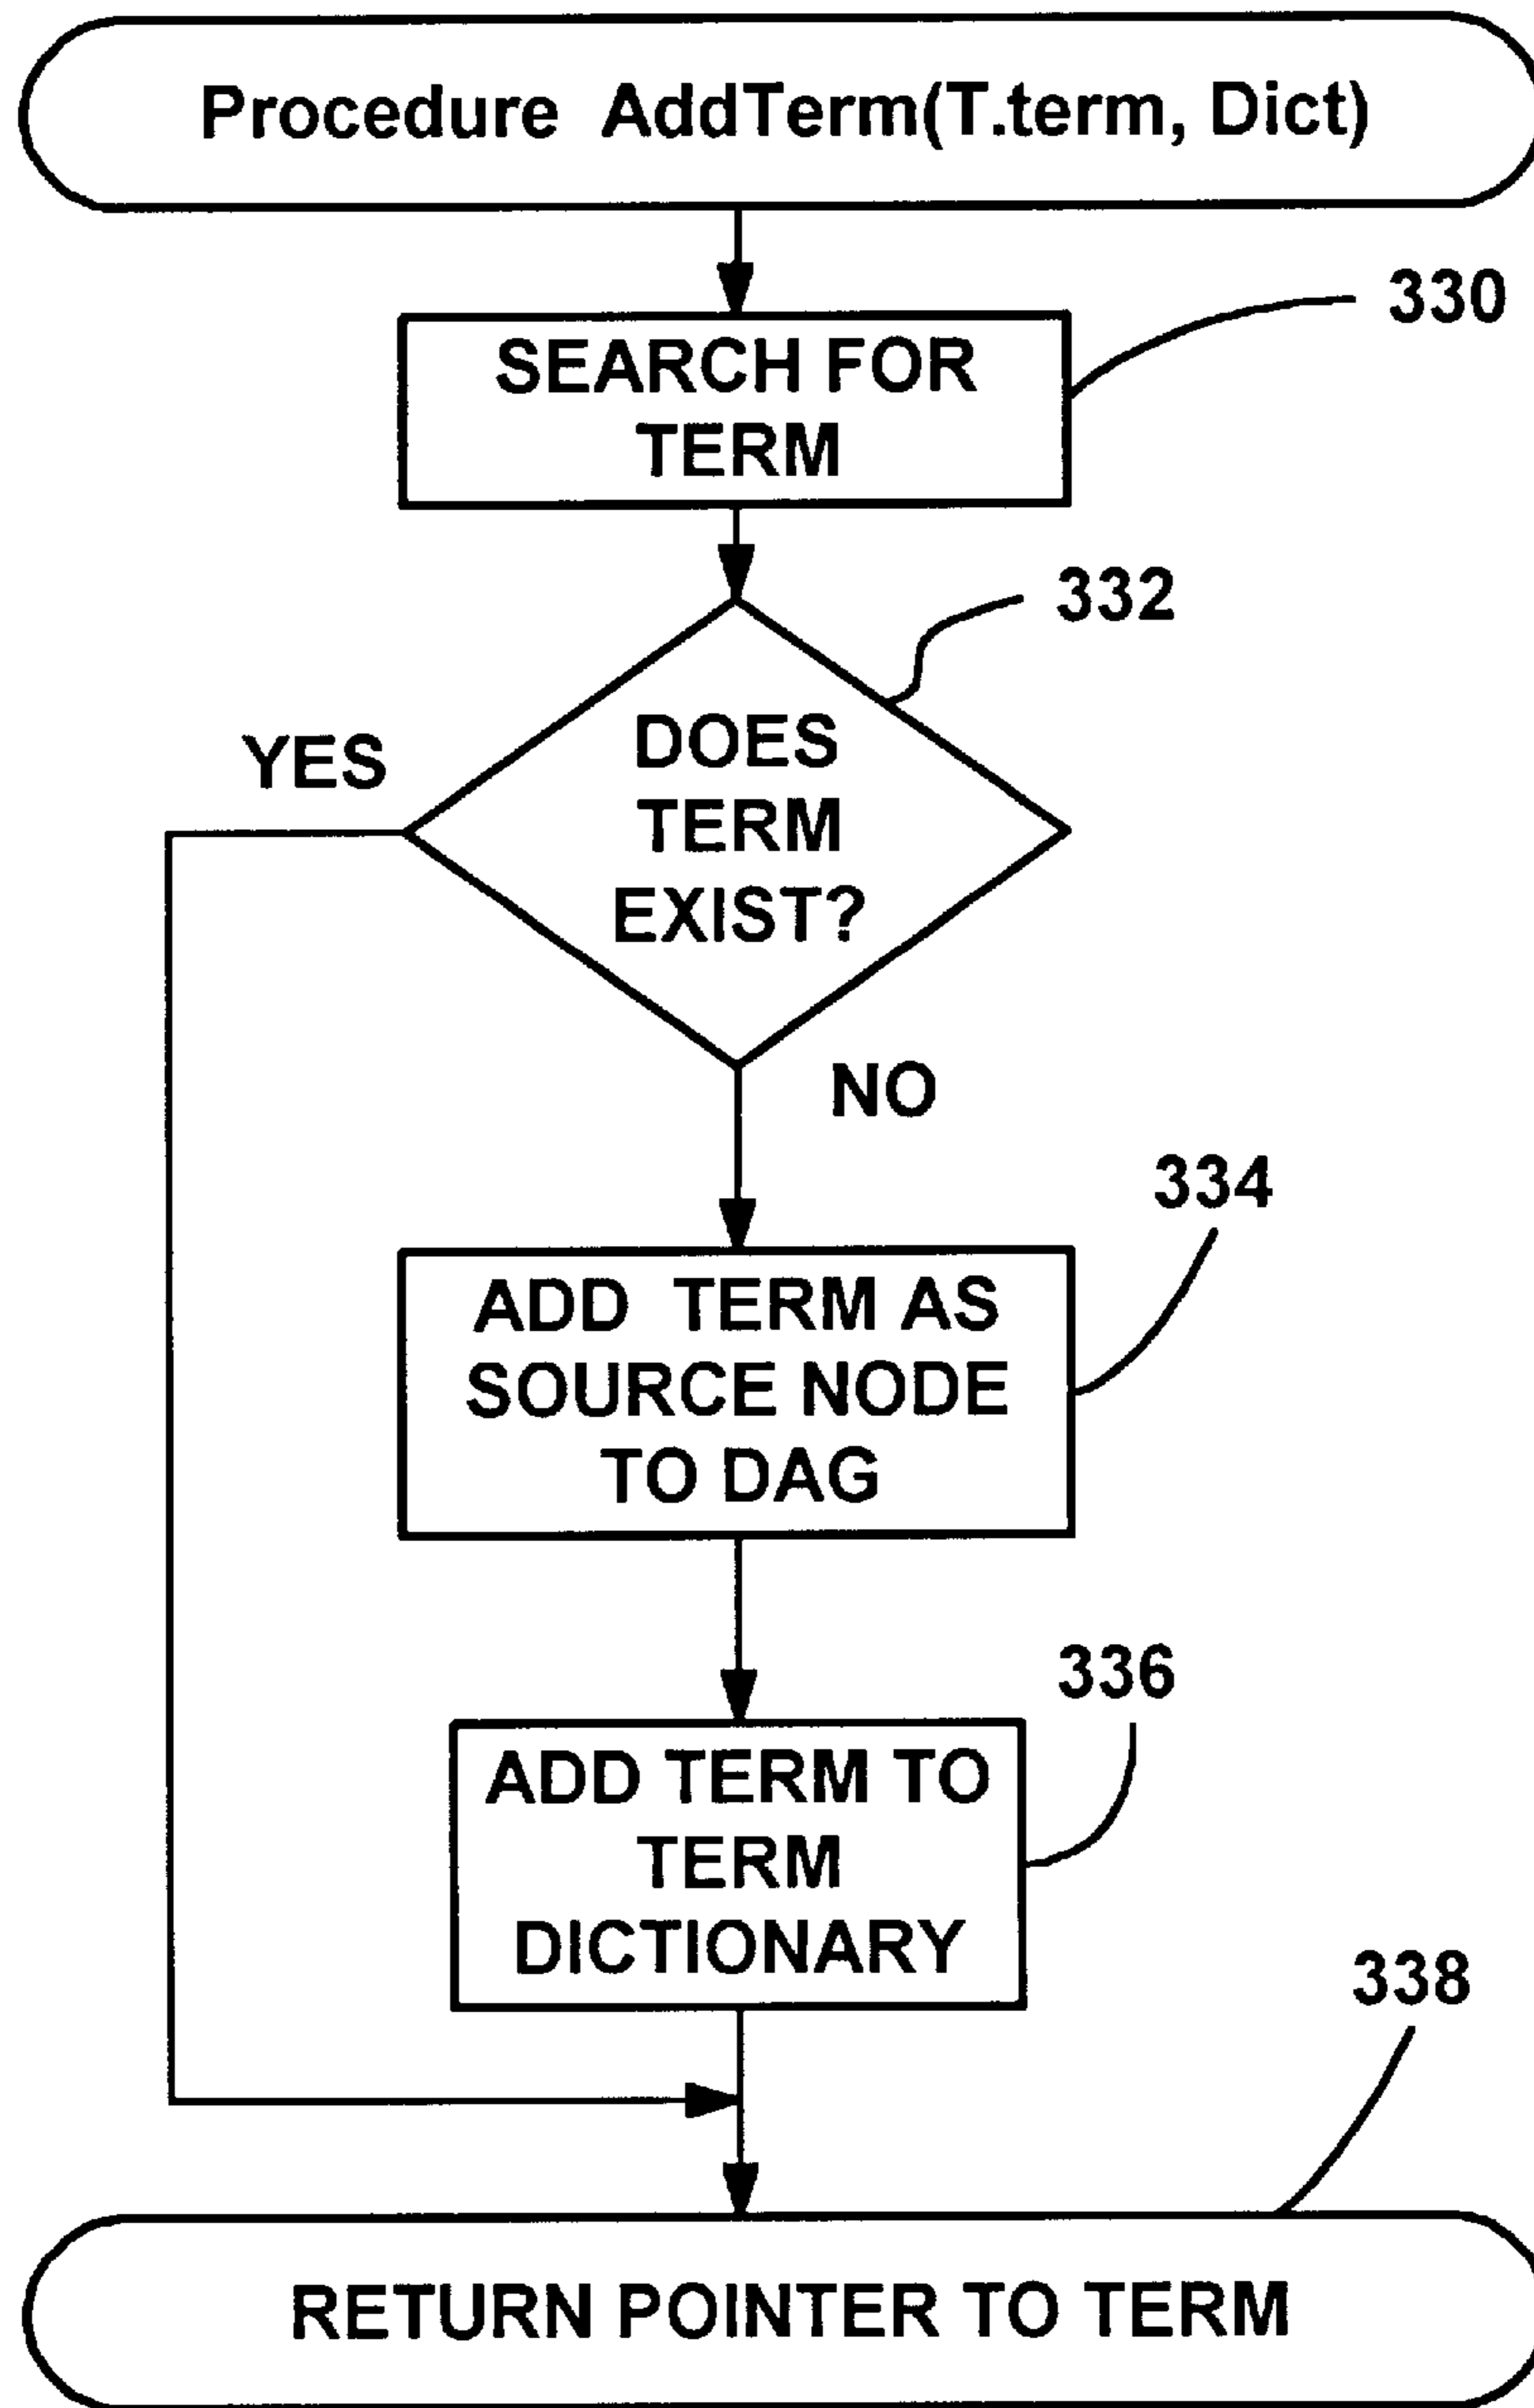 Procedure AddTerm(T.term, Dict)
330
SEARCH FOR
TERM
332
DOES
TERM
EXIST?
YES
NO
334
ADD TERM AS
SOURCE NODE
TO DAG
336
ADD TERM TO
TERM
DICTIONARY
338
RETURN POINTER TO TERM